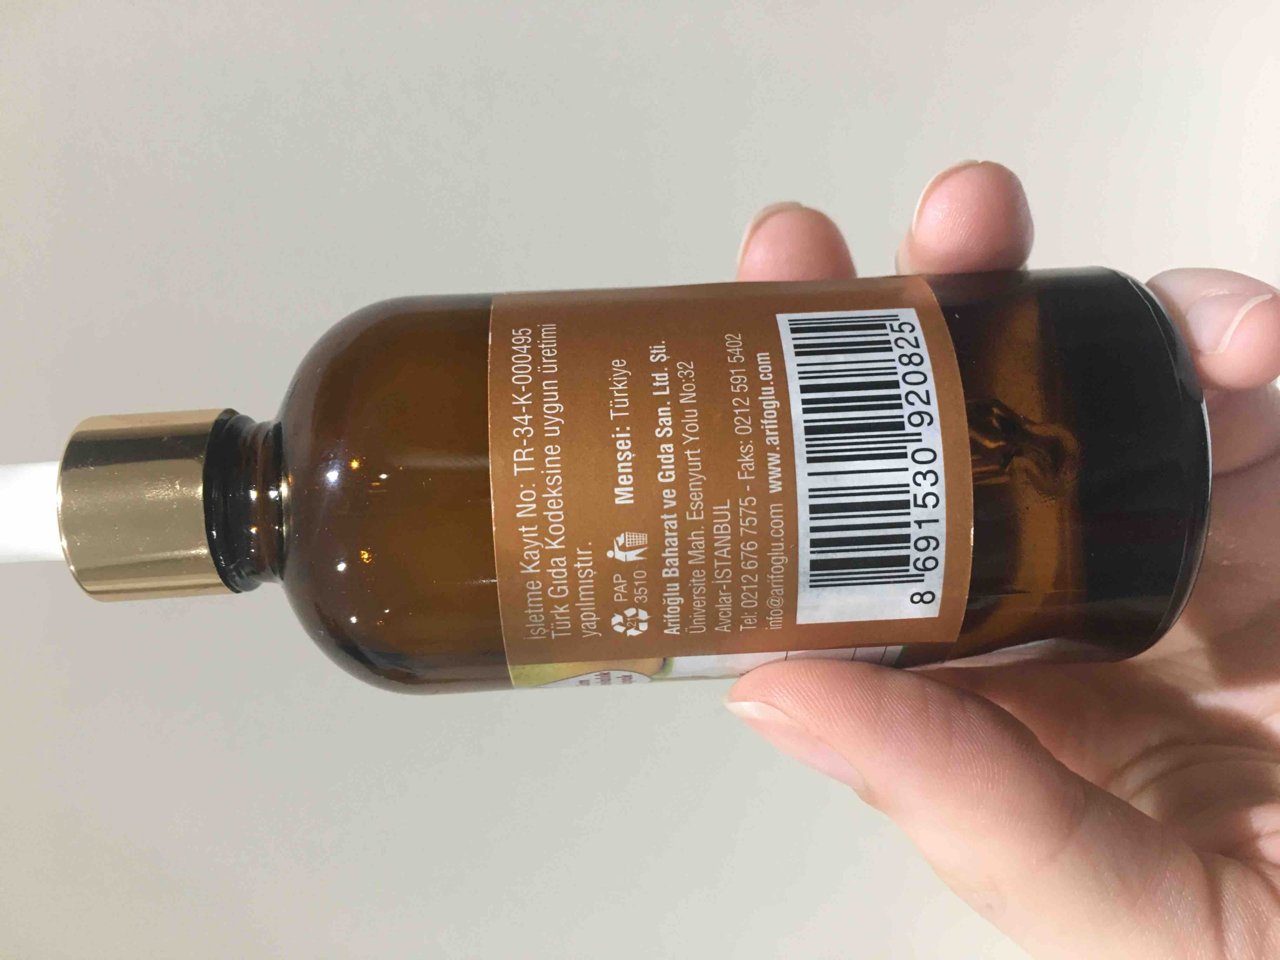 İşletme Kayıt No: TR-34-K-000495
Türk Gıda Kodeksine uygun üretimi
yapılmıştır.
21 PAP
3510
Menşei: Türkiye
Arifoğlu Baharat ve Gıda San. Ltd. Şti.
Üniversite Mah. Esenyurt Yolu No:32
Avcılar-İSTANBUL
Tel: 0212 676 7575 - Faks: 0212 591 5402
info@arifoglu.com www.arifoglu.com
8 691530 920825